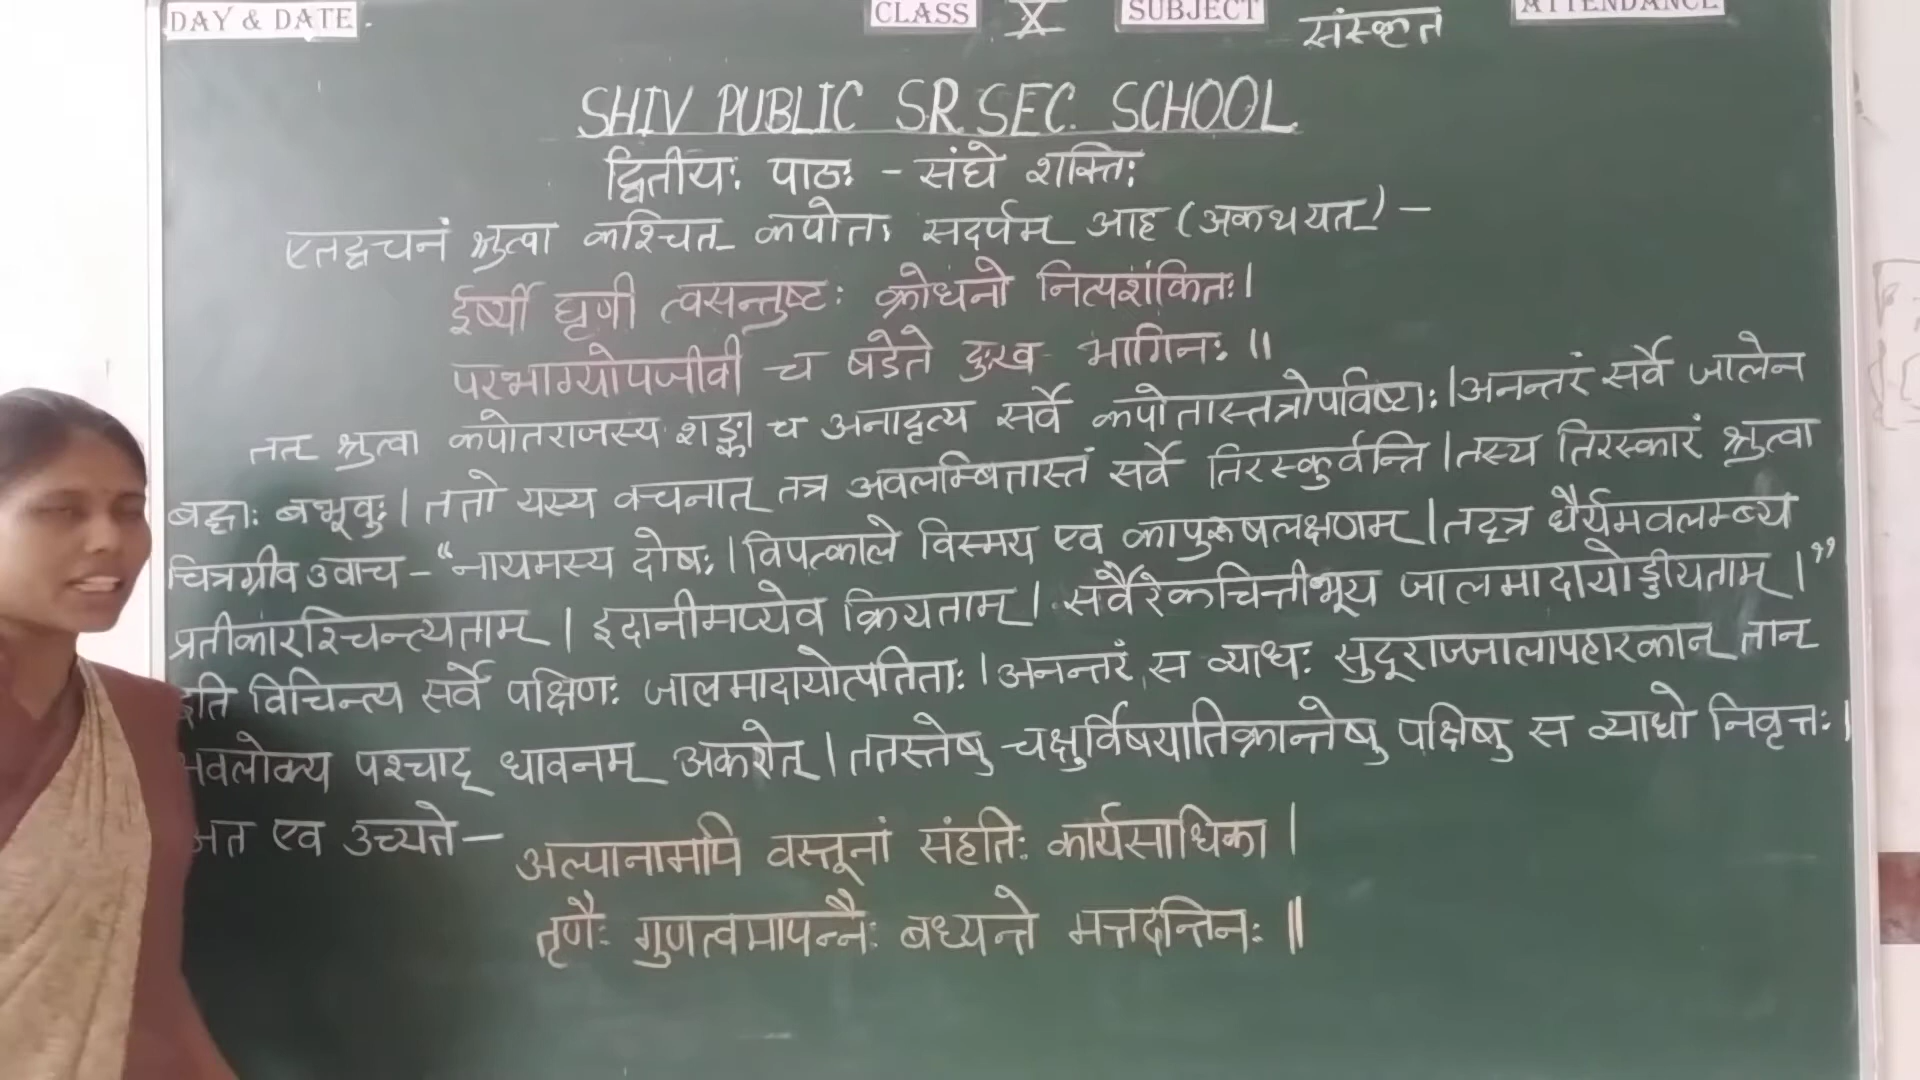 DAY & DATE
CLASS X SUBJECT संस्कृत ATTENDANCE
SHIV PUBLIC SR. SEC. SCHOOL
द्वितीयः पाठः - संघे शक्तिः
एतद्वचनं श्रुत्वा कश्चित् कपोतः सदर्पम् आह (अकथयत्) –
ईर्ष्यी घृणी त्वसन्तुष्टः क्रोधनो नित्यशंकितः।
परभाग्योपजीवी च षडेते दुःख भागिनः ॥
तत् श्रुत्वा कपोतराजस्य शङ्का च अनादृत्य सर्वे कपोतास्तत्रोपविष्टाः। अनन्तरं सर्वे जालेन
बद्धाः बभूवुः। ततो यस्य वचनात् तत्र अवलम्बितास्तं सर्वे तिरस्कुर्वन्ति। तस्य तिरस्कारं श्रुत्वा
चित्रग्रीव उवाच – “नायमस्य दोषः। विपत्काले विस्मय एव कापुरुषलक्षणम्। तदत्र धैर्यमवलम्ब्य
प्रतीकारश्चिन्त्यताम्। इदानीमप्येव क्रियताम्। सर्वैरेकचित्तीभूय जालमादायोड्डीयताम्।”
इति विचिन्त्य सर्वे पक्षिणः जालमादायोत्पतिताः। अनन्तरं स व्याधः सुदूराज्जालापहारकान् तान्
अवलोक्य पश्चाद् धावनम् अकरोत्। ततस्तेषु चक्षुर्विषयातिक्रान्तेषु पक्षिषु स व्याधो निवृत्तः।
अत एव उच्यते –
अल्पानामपि वस्तूनां संहतिः कार्यसाधिका।
तृणैः गुणत्वमापन्नैः बध्यन्ते मत्तदन्तिनः ॥